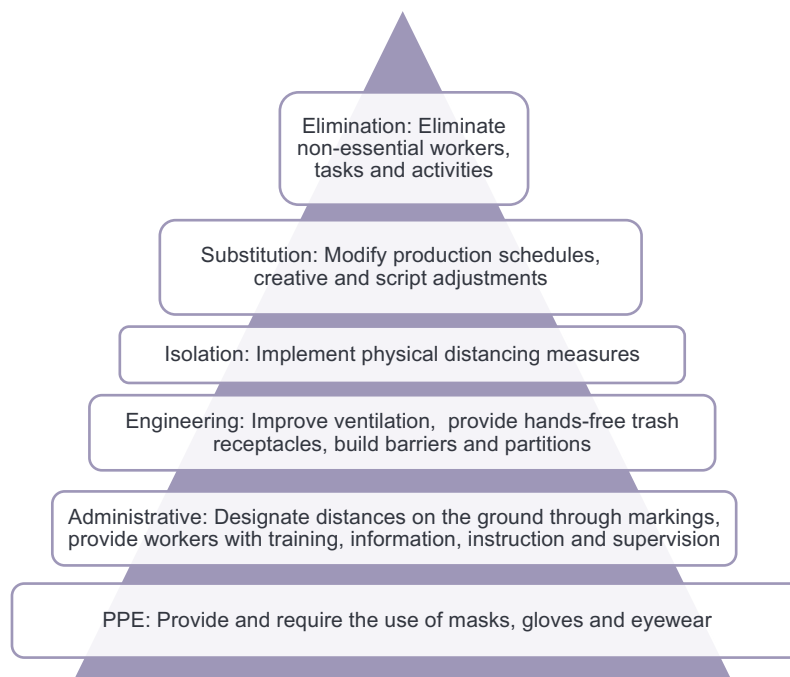 Elimination: Eliminate
non-essential workers,
tasks and activities
Substitution: Modify production schedules,
creative and script adjustments
Isolation: Implement physical distancing measures
Engineering: Improve ventilation,  provide hands-free trash
receptacles, build barriers and partitions
Administrative: Designate distances on the ground through markings,
provide workers with training, information, instruction and supervision
PPE: Provide and require the use of masks, gloves and eyewear